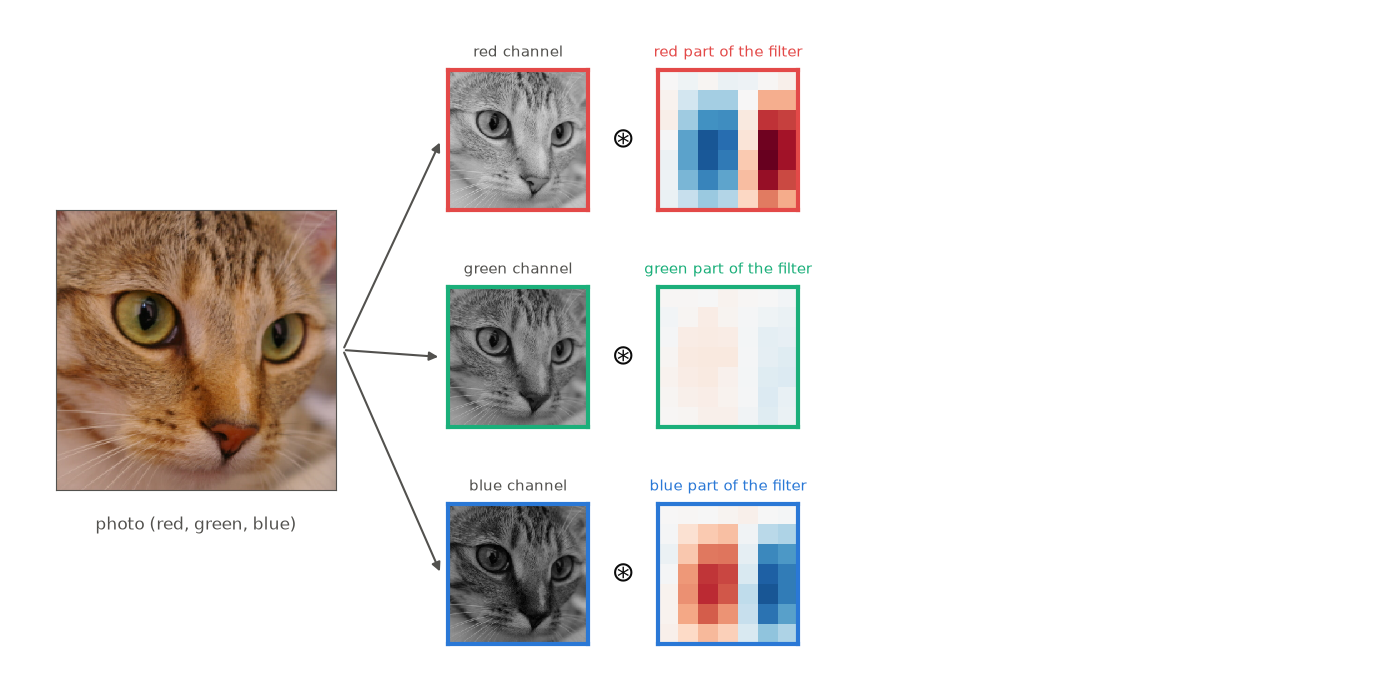 red channel
red part of the filter
⊛
green channel
green part of the filter
⊛
photo (red, green, blue)
blue channel
blue part of the filter
⊛